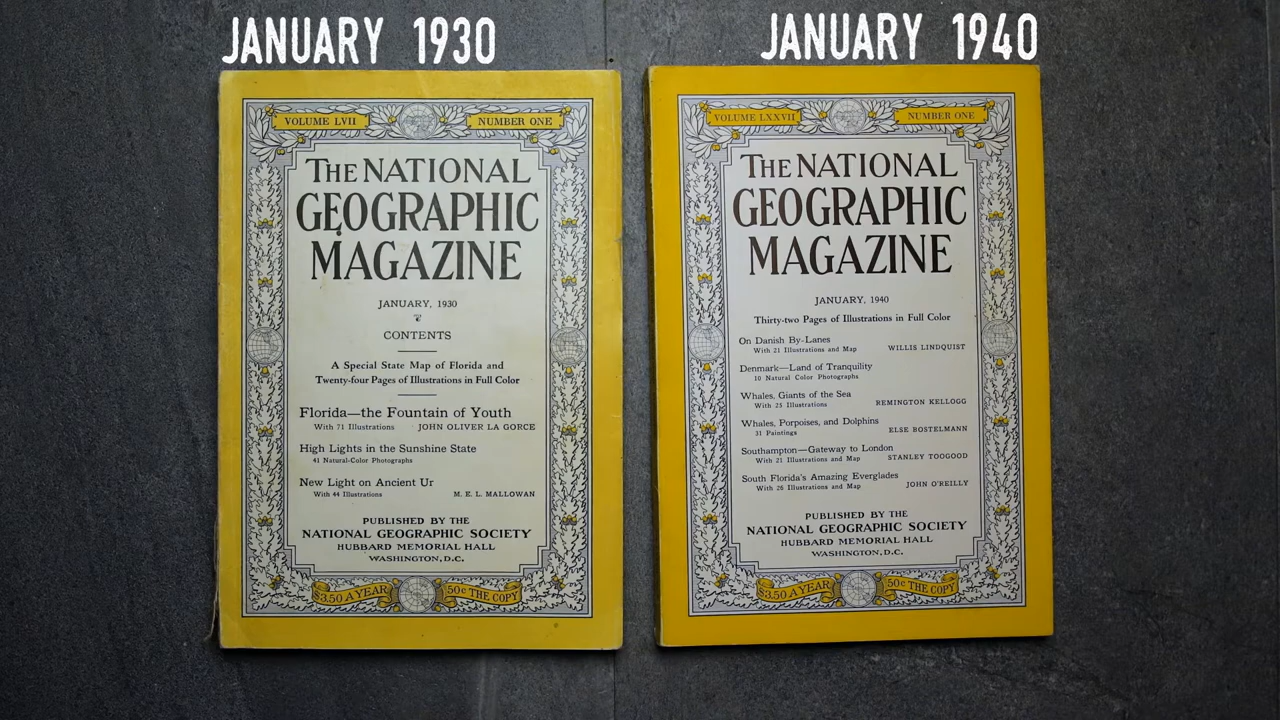 JANUARY 1930
VOLUME LVII NUMBER ONE
THE NATIONAL
GEOGRAPHIC
MAGAZINE
JANUARY, 1930
CONTENTS
A Special State Map of Florida and
Twenty-four Pages of Illustrations in Full Color
Florida—the Fountain of Youth
With 71 Illustrations JOHN OLIVER LA GORCE
High Lights in the Sunshine State
41 Natural-Color Photographs
New Light on Ancient Ur
With 44 Illustrations M. E. L. MALLOWAN
PUBLISHED BY THE
NATIONAL GEOGRAPHIC SOCIETY
HUBBARD MEMORIAL HALL
WASHINGTON, D.C.
$3.50 A YEAR 50c THE COPY
JANUARY 1940
VOLUME LXXVII NUMBER ONE
THE NATIONAL
GEOGRAPHIC
MAGAZINE
JANUARY, 1940
Thirty-two Pages of Illustrations in Full Color
On Danish By-Lanes
With 21 Illustrations and Map WILLIS LINDQUIST
Denmark—Land of Tranquility
10 Natural Color Photographs
Whales, Giants of the Sea
With 25 Illustrations REMINGTON KELLOGG
Whales, Porpoises, and Dolphins
31 Paintings ELSE BOSTELMANN
Southampton—Gateway to London
With 21 Illustrations and Map STANLEY TOOGOOD
South Florida's Amazing Everglades
With 26 Illustrations and Map JOHN O'REILLY
PUBLISHED BY THE
NATIONAL GEOGRAPHIC SOCIETY
HUBBARD MEMORIAL HALL
WASHINGTON, D.C.
$3.50 A YEAR 50c THE COPY